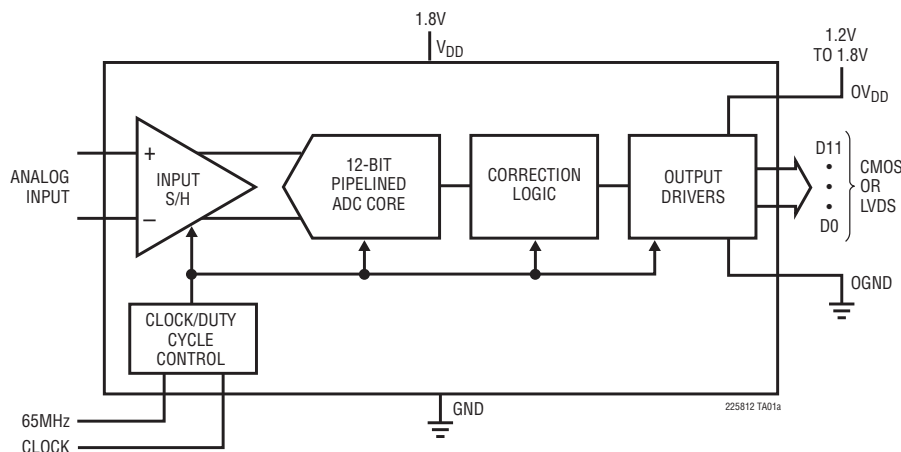 1.8V
VDD
1.2V
TO 1.8V
OVDD
ANALOG
INPUT
+
−
INPUT
S/H
12-BIT
PIPELINED
ADC CORE
CORRECTION
LOGIC
OUTPUT
DRIVERS
D11
•
•
•
D0
CMOS
OR
LVDS
OGND
CLOCK/DUTY
CYCLE
CONTROL
GND
225812 TA01a
65MHz
CLOCK